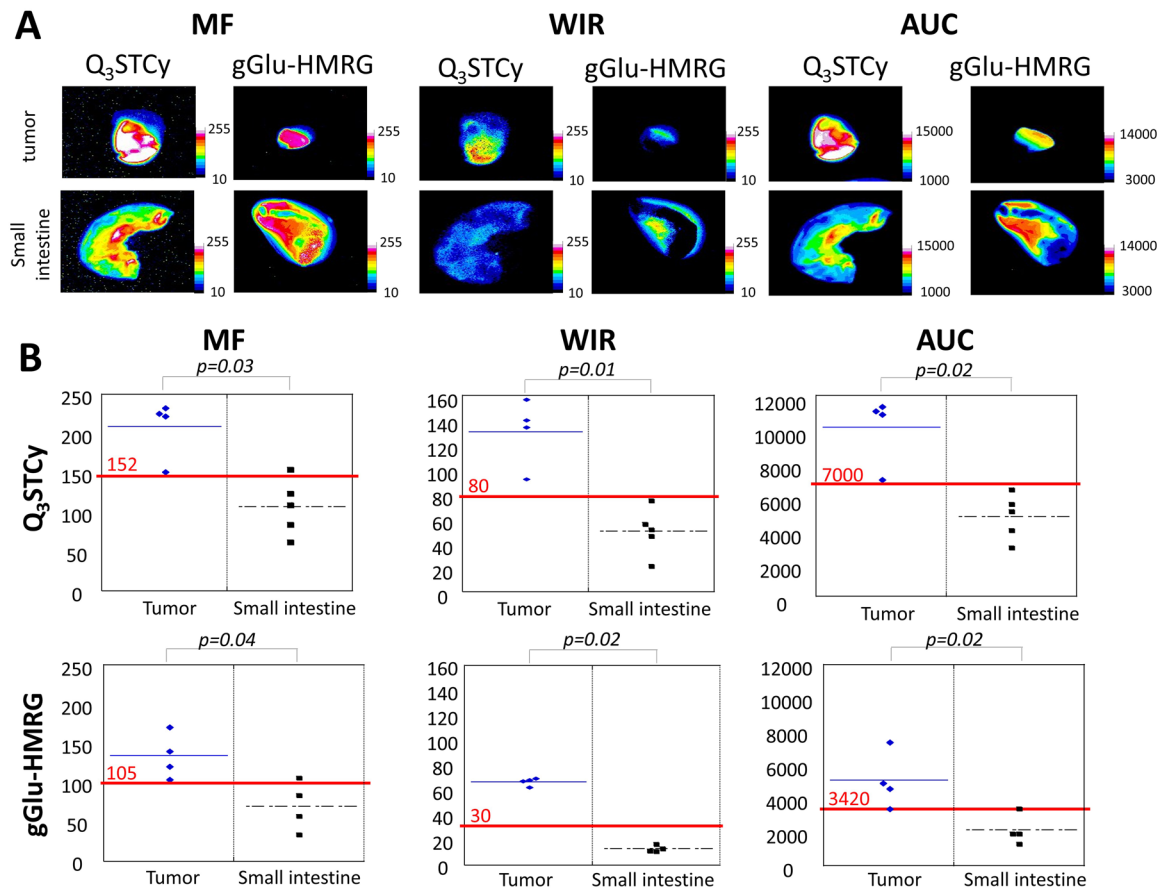 A
MF
WIR
AUC
Q3STCy
gGlu-HMRG
Q3STCy
gGlu-HMRG
Q3STCy
gGlu-HMRG
tumor
255
10
255
10
255
10
255
10
15000
1000
14000
3000
Small
intestine
255
10
255
10
255
10
255
10
15000
1000
14000
3000
B
MF
WIR
AUC
Q3STCy
p=0.03
250
200
150
100
50
0
152
Tumor
Small intestine
p=0.01
160
140
120
100
80
60
40
20
0
80
Tumor
Small intestine
p=0.02
12000
10000
8000
6000
4000
2000
0
7000
Tumor
Small intestine
gGlu-HMRG
p=0.04
250
200
150
100
50
0
105
Tumor
Small intestine
p=0.02
160
140
120
100
80
60
40
20
0
30
Tumor
Small intestine
p=0.02
12000
10000
8000
6000
4000
2000
0
3420
Tumor
Small intestine